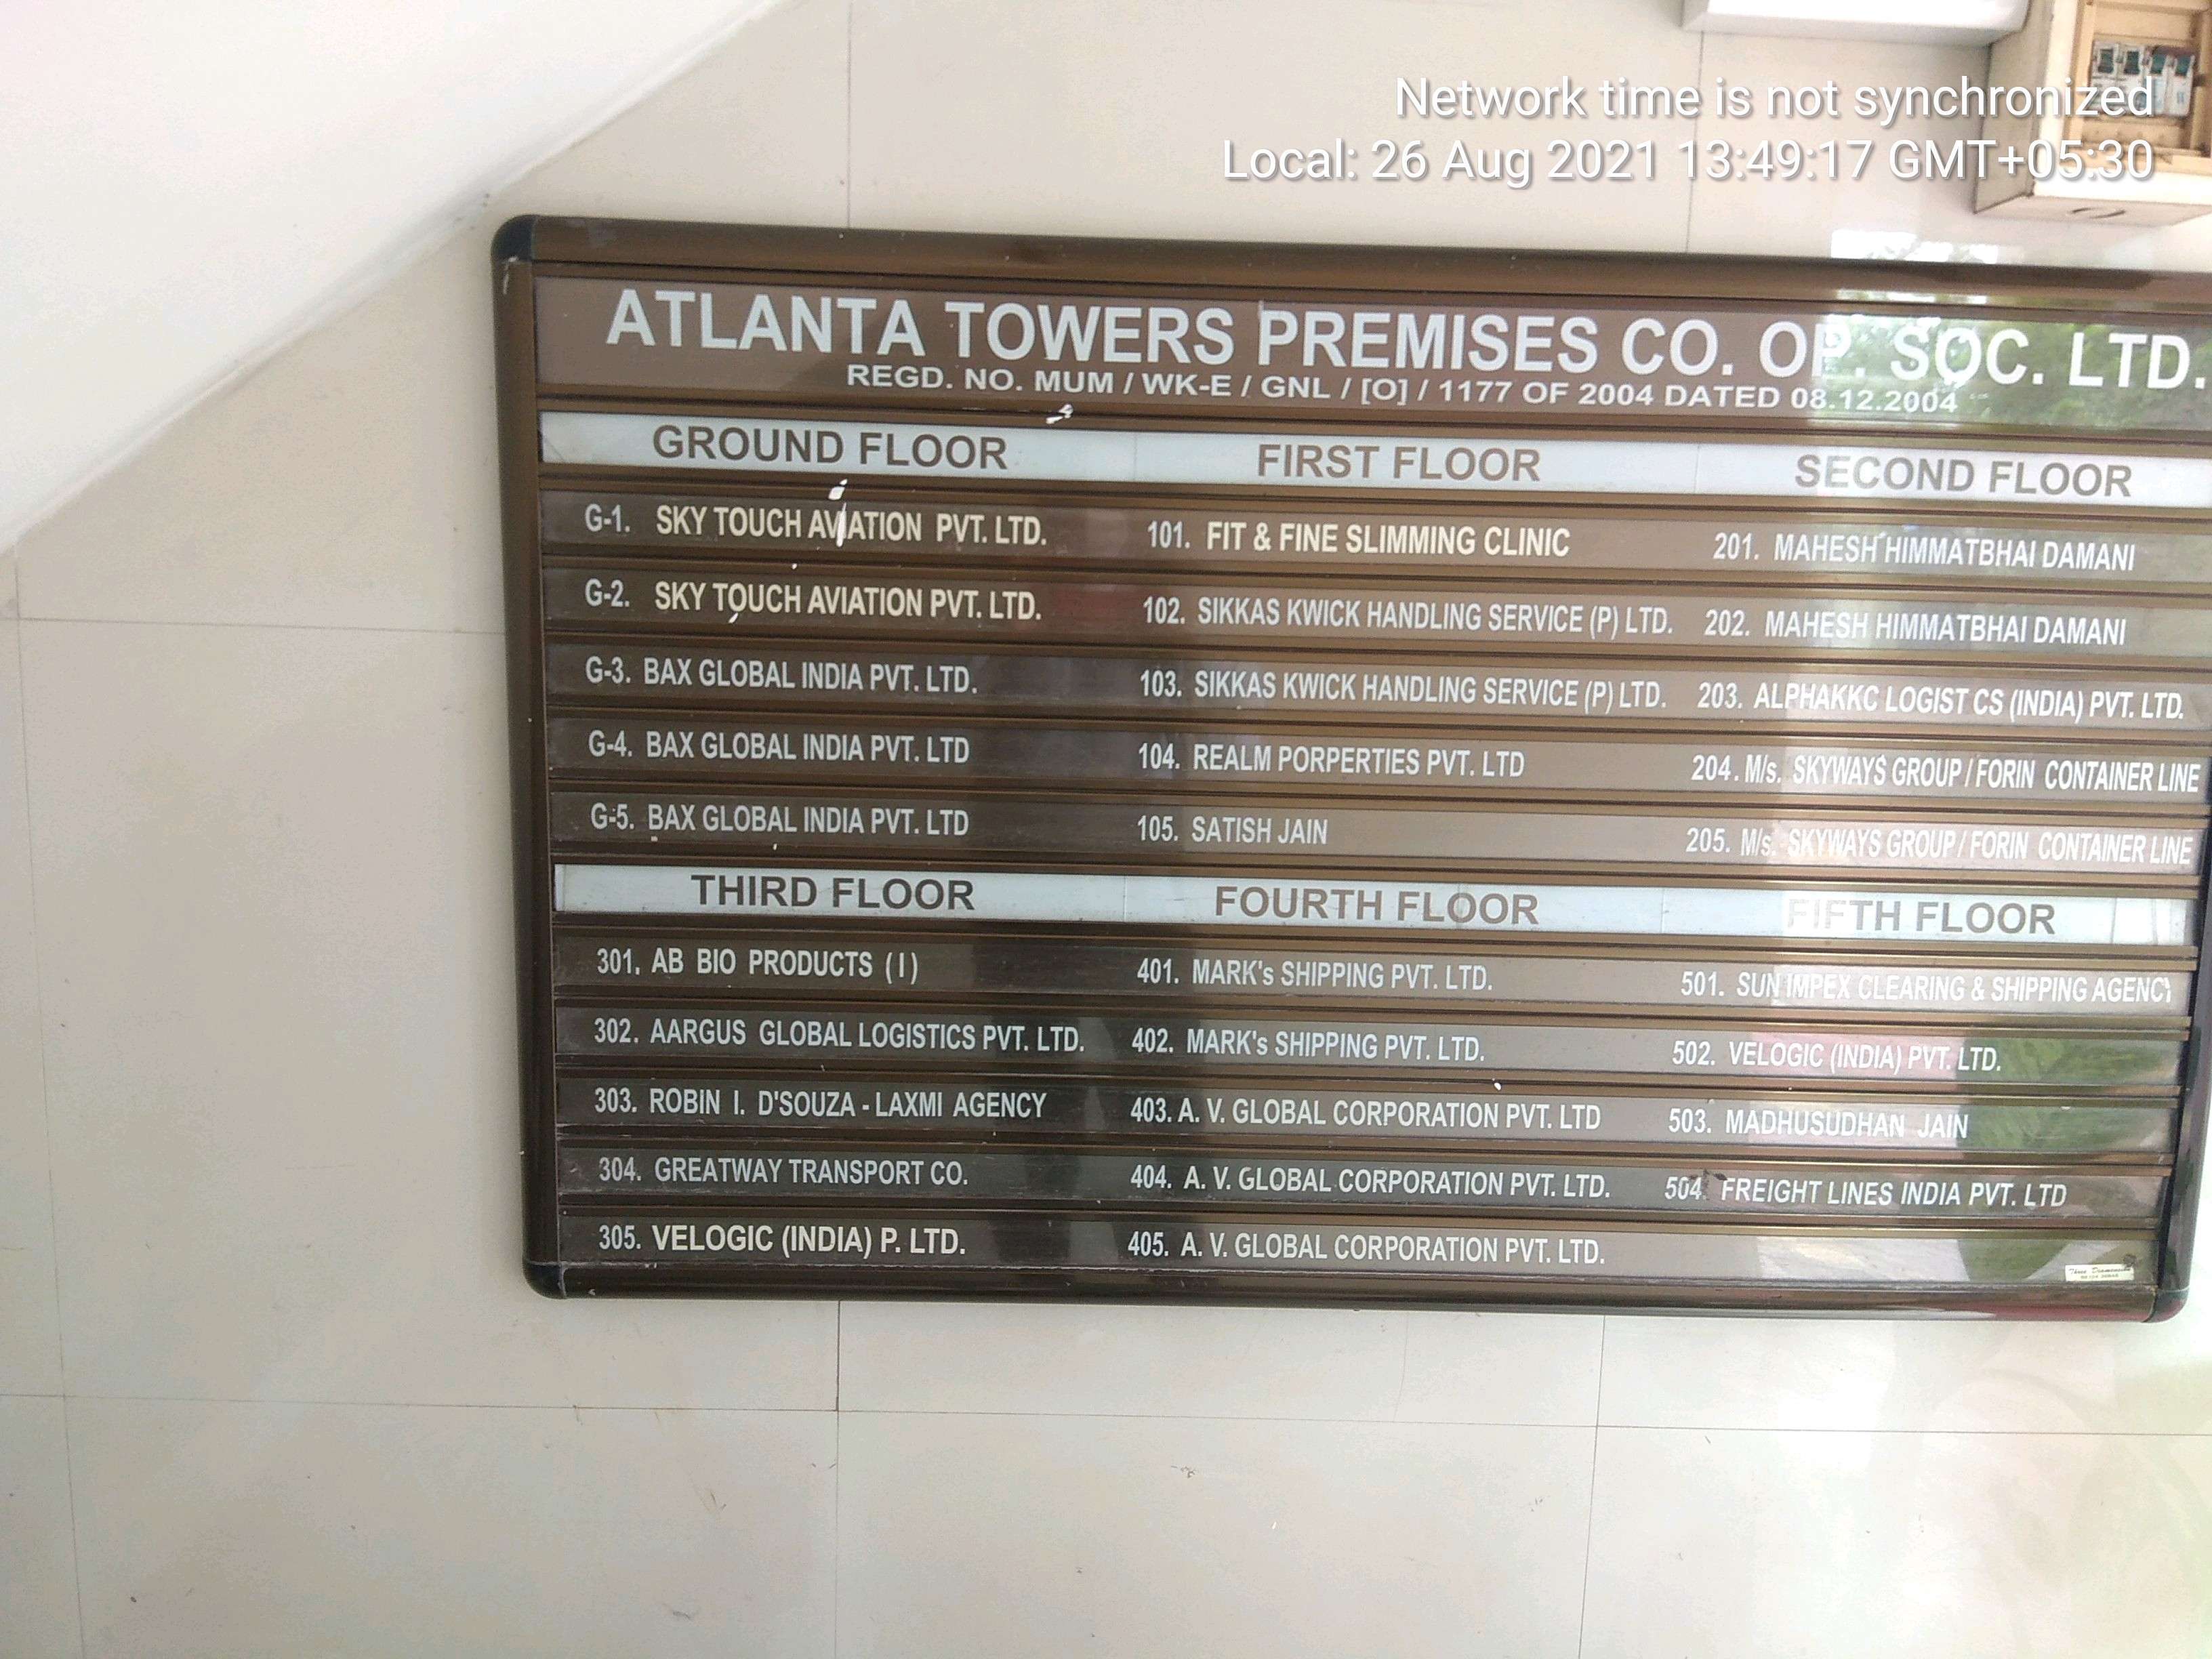 Network time is not synchronized
Local: 26 Aug 2021 13:49:17 GMT+05:30
ATLANTA TOWERS PREMISES CO. OP. SOC. LTD.
REGD. NO. MUM / WK-E / GNL / [O] / 1177 OF 2004 DATED 08.12.2004
GROUND FLOOR
G-1. SKY TOUCH AVIATION PVT. LTD.
G-2. SKY TOUCH AVIATION PVT. LTD.
G-3. BAX GLOBAL INDIA PVT. LTD.
G-4. BAX GLOBAL INDIA PVT. LTD
G-5. BAX GLOBAL INDIA PVT. LTD
FIRST FLOOR
101. FIT & FINE SLIMMING CLINIC
102. SIKKAS KWICK HANDLING SERVICE (P) LTD.
103. SIKKAS KWICK HANDLING SERVICE (P) LTD.
104. REALM PORPERTIES PVT. LTD
105. SATISH JAIN
SECOND FLOOR
201. MAHESH HIMMATBHAI DAMANI
202. MAHESH HIMMATBHAI DAMANI
203. ALPHAKKC LOGIST CS (INDIA) PVT. LTD.
204. M/s. SKYWAYS GROUP / FORIN CONTAINER LINE
205. M/s. SKYWAYS GROUP / FORIN CONTAINER LINE
THIRD FLOOR
301. AB BIO PRODUCTS ( I )
302. AARGUS GLOBAL LOGISTICS PVT. LTD.
303. ROBIN I. D'SOUZA - LAXMI AGENCY
304. GREATWAY TRANSPORT CO.
305. VELOGIC (INDIA) P. LTD.
FOURTH FLOOR
401. MARK's SHIPPING PVT. LTD.
402. MARK's SHIPPING PVT. LTD.
403. A. V. GLOBAL CORPORATION PVT. LTD
404. A. V. GLOBAL CORPORATION PVT. LTD.
405. A. V. GLOBAL CORPORATION PVT. LTD.
FIFTH FLOOR
501. SUN IMPEX CLEARING & SHIPPING AGENCY
502. VELOGIC (INDIA) PVT. LTD.
503. MADHUSUDHAN JAIN
504. FREIGHT LINES INDIA PVT. LTD